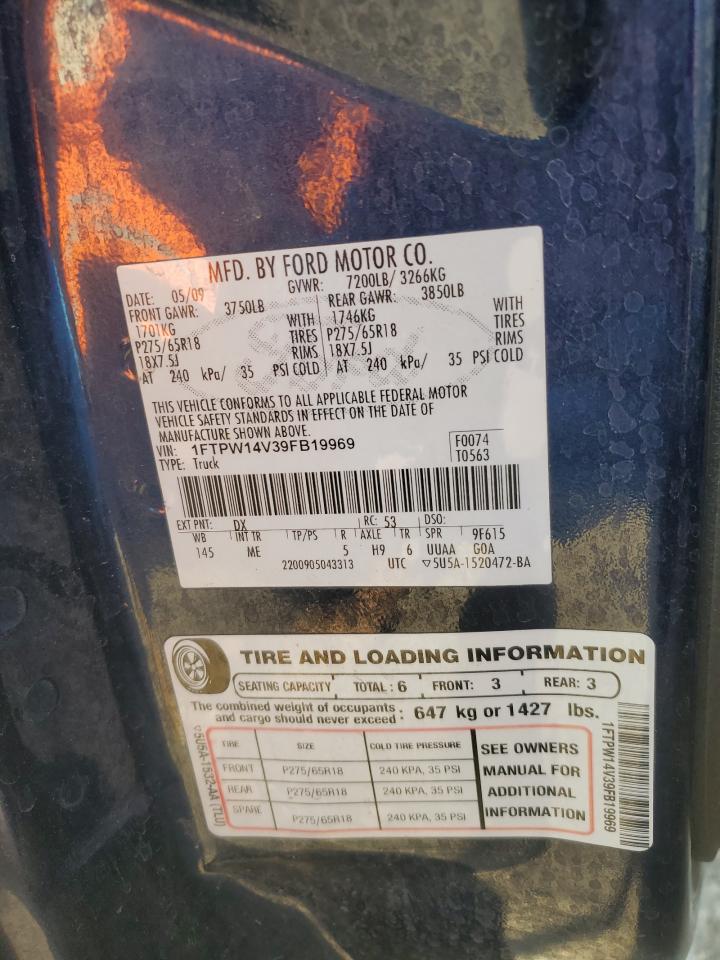 MFD. BY FORD MOTOR CO.
DATE: 05/09 GVWR: 7200LB/ 3266KG
FRONT GAWR: 3750LB REAR GAWR: 3850LB
1701KG WITH 1746KG WITH
P275/65R18 TIRES P275/65R18 TIRES
18X7.5J RIMS 18X7.5J RIMS
AT 240 kPa/ 35 PSI COLD AT 240 kPa/ 35 PSI COLD
THIS VEHICLE CONFORMS TO ALL APPLICABLE FEDERAL MOTOR
VEHICLE SAFETY STANDARDS IN EFFECT ON THE DATE OF
MANUFACTURE SHOWN ABOVE.
VIN: 1FTPW14V39FB19969 F0074
TYPE: Truck T0563
EXT PNT: DX RC: 53 DSO:
WB INT TR TP/PS R AXLE TR SPR 9F615
145 ME 5 H9 6 UUAA GOA
2200905043313 UTC ▽5U5A-1520472-BA
TIRE AND LOADING INFORMATION
SEATING CAPACITY TOTAL: 6 FRONT: 3 REAR: 3
The combined weight of occupants
and cargo should never exceed : 647 kg or 1427 lbs.
TIRE SIZE COLD TIRE PRESSURE
FRONT P275/65R18 240 KPA, 35 PSI
REAR P275/65R18 240 KPA, 35 PSI
SPARE P275/65R18 240 KPA, 35 PSI
SEE OWNERS
MANUAL FOR
ADDITIONAL
INFORMATION
▽5U5A-1532-AA (TLU)
1FTPW14V39FB19969